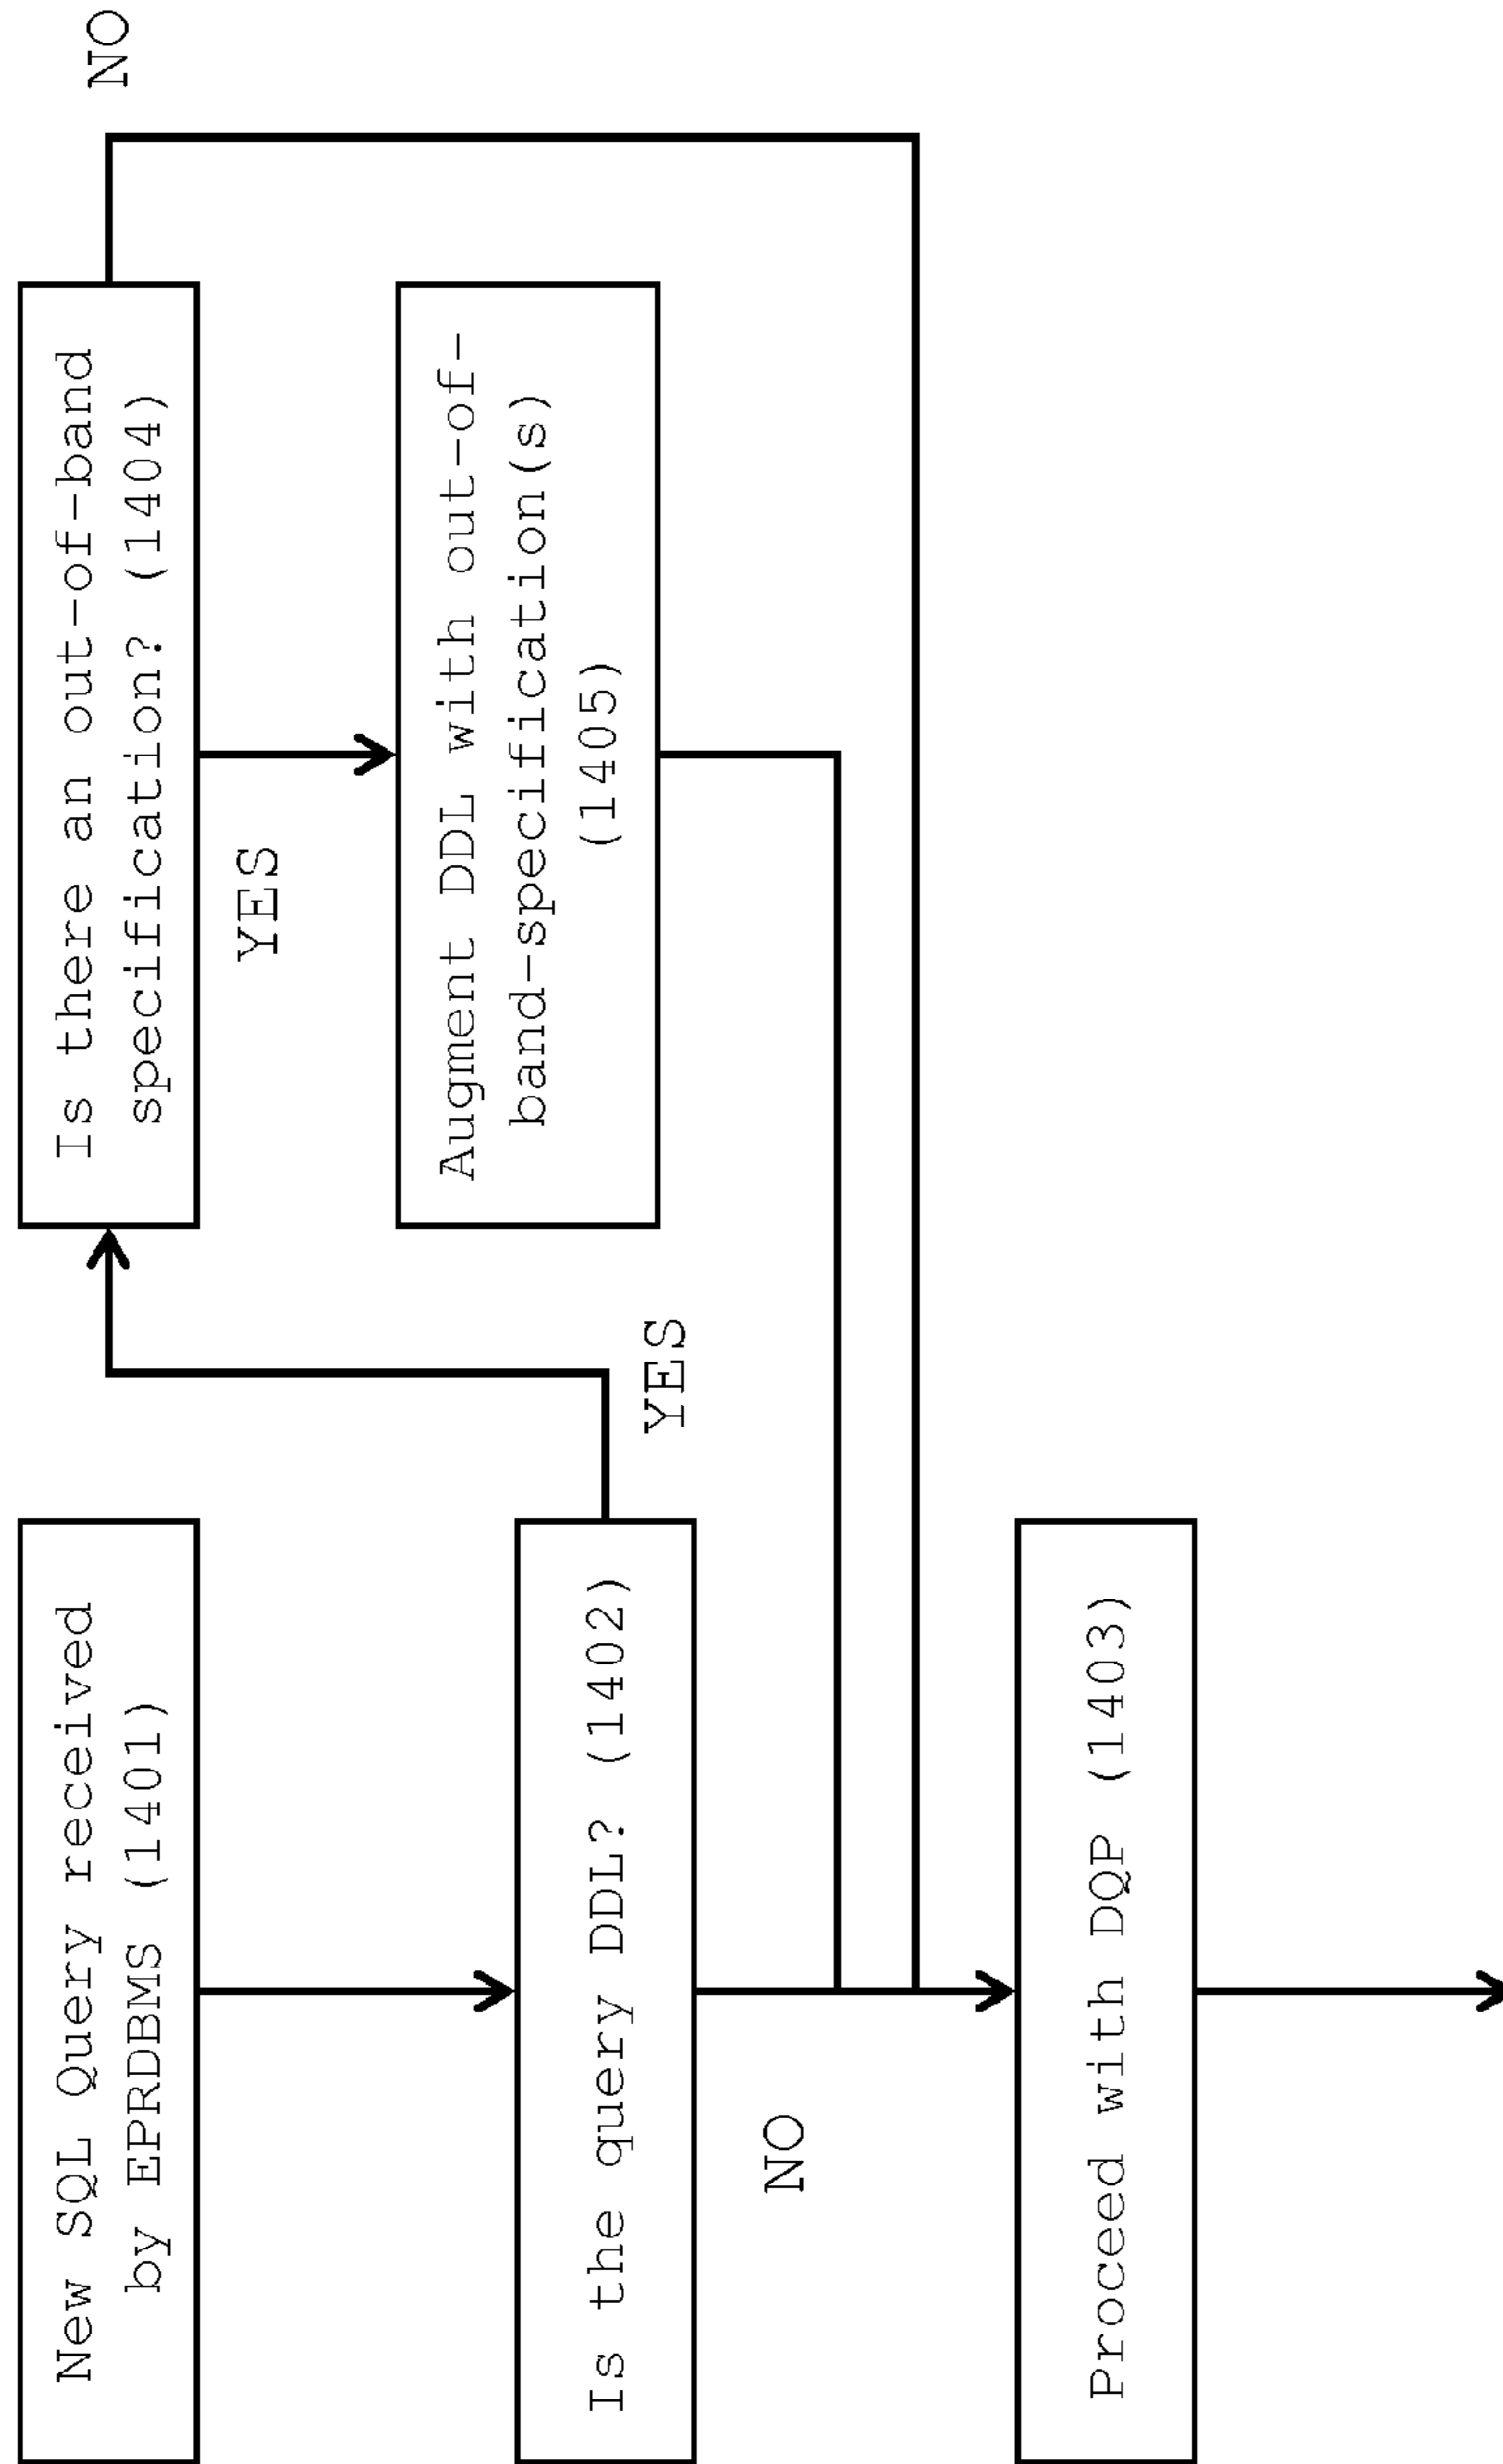 New SQL Query received
by EPRDBMS (1401)
Is the query DDL? (1402)
YES
NO
Proceed with DQP (1403)
Is there an out-of-band
specification? (1404)
NO
YES
Augment DDL with out-of-
band-specification(s)
(1405)